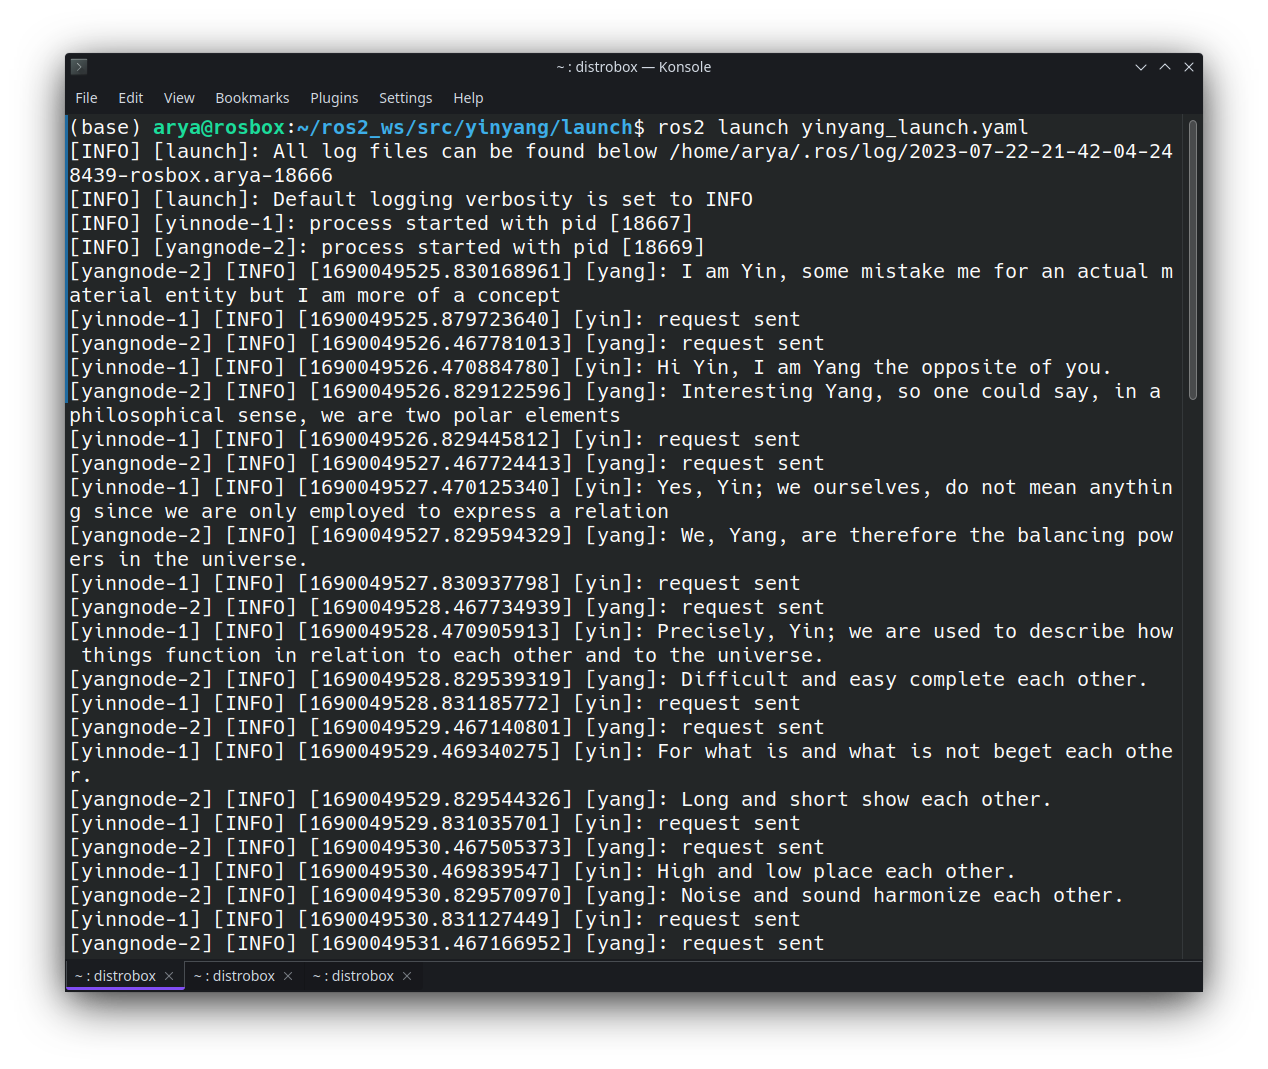 ~ : distrobox — Konsole
File Edit View Bookmarks Plugins Settings Help
(base) arya@rosbox:~/ros2_ws/src/yinyang/launch$ ros2 launch yinyang_launch.yaml
[INFO] [launch]: All log files can be found below /home/arya/.ros/log/2023-07-22-21-42-04-24
8439-rosbox.arya-18666
[INFO] [launch]: Default logging verbosity is set to INFO
[INFO] [yinnode-1]: process started with pid [18667]
[INFO] [yangnode-2]: process started with pid [18669]
[yangnode-2] [INFO] [1690049525.830168961] [yang]: I am Yin, some mistake me for an actual m
aterial entity but I am more of a concept
[yinnode-1] [INFO] [1690049525.879723640] [yin]: request sent
[yangnode-2] [INFO] [1690049526.467781013] [yang]: request sent
[yinnode-1] [INFO] [1690049526.470884780] [yin]: Hi Yin, I am Yang the opposite of you.
[yangnode-2] [INFO] [1690049526.829122596] [yang]: Interesting Yang, so one could say, in a
philosophical sense, we are two polar elements
[yinnode-1] [INFO] [1690049526.829445812] [yin]: request sent
[yangnode-2] [INFO] [1690049527.467724413] [yang]: request sent
[yinnode-1] [INFO] [1690049527.470125340] [yin]: Yes, Yin; we ourselves, do not mean anythin
g since we are only employed to express a relation
[yangnode-2] [INFO] [1690049527.829594329] [yang]: We, Yang, are therefore the balancing pow
ers in the universe.
[yinnode-1] [INFO] [1690049527.830937798] [yin]: request sent
[yangnode-2] [INFO] [1690049528.467734939] [yang]: request sent
[yinnode-1] [INFO] [1690049528.470905913] [yin]: Precisely, Yin; we are used to describe how
 things function in relation to each other and to the universe.
[yangnode-2] [INFO] [1690049528.829539319] [yang]: Difficult and easy complete each other.
[yinnode-1] [INFO] [1690049528.831185772] [yin]: request sent
[yangnode-2] [INFO] [1690049529.467140801] [yang]: request sent
[yinnode-1] [INFO] [1690049529.469340275] [yin]: For what is and what is not beget each othe
r.
[yangnode-2] [INFO] [1690049529.829544326] [yang]: Long and short show each other.
[yinnode-1] [INFO] [1690049529.831035701] [yin]: request sent
[yangnode-2] [INFO] [1690049530.467505373] [yang]: request sent
[yinnode-1] [INFO] [1690049530.469839547] [yin]: High and low place each other.
[yangnode-2] [INFO] [1690049530.829570970] [yang]: Noise and sound harmonize each other.
[yinnode-1] [INFO] [1690049530.831127449] [yin]: request sent
[yangnode-2] [INFO] [1690049531.467166952] [yang]: request sent
~ : distrobox ~ : distrobox ~ : distrobox